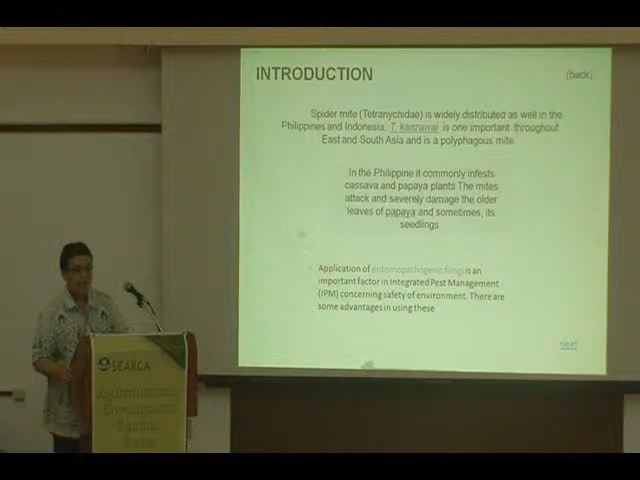 INTRODUCTION
(back)
Spider mite (Tetranychidae) is widely distributed as well in the
Philippines and Indonesia. T. kanzawai is one important throughout
East and South Asia and is a polyphagous mite.
In the Philippine it commonly infests
cassava and papaya plants The mites
attack and severely damage the older
leaves of papaya and sometimes, its
seedlings
Application of entomopathogenic fungi is an
important factor in Integrated Pest Management
(IPM) concerning safety of environment. There are
some advantages in using these
next
SEARCA